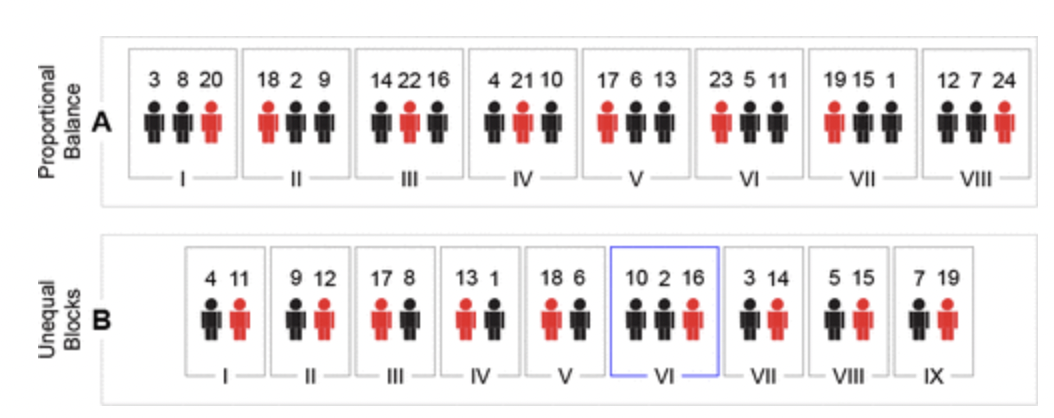 Proportional
Balance
A
3 8 20
18 2 9
14 22 16
4 21 10
17 6 13
23 5 11
19 15 1
12 7 24
I
II
III
IV
V
VI
VII
VIII
Unequal
Blocks
B
4 11
9 12
17 8
13 1
18 6
10 2 16
3 14
5 15
7 19
I
II
III
IV
V
VI
VII
VIII
IX